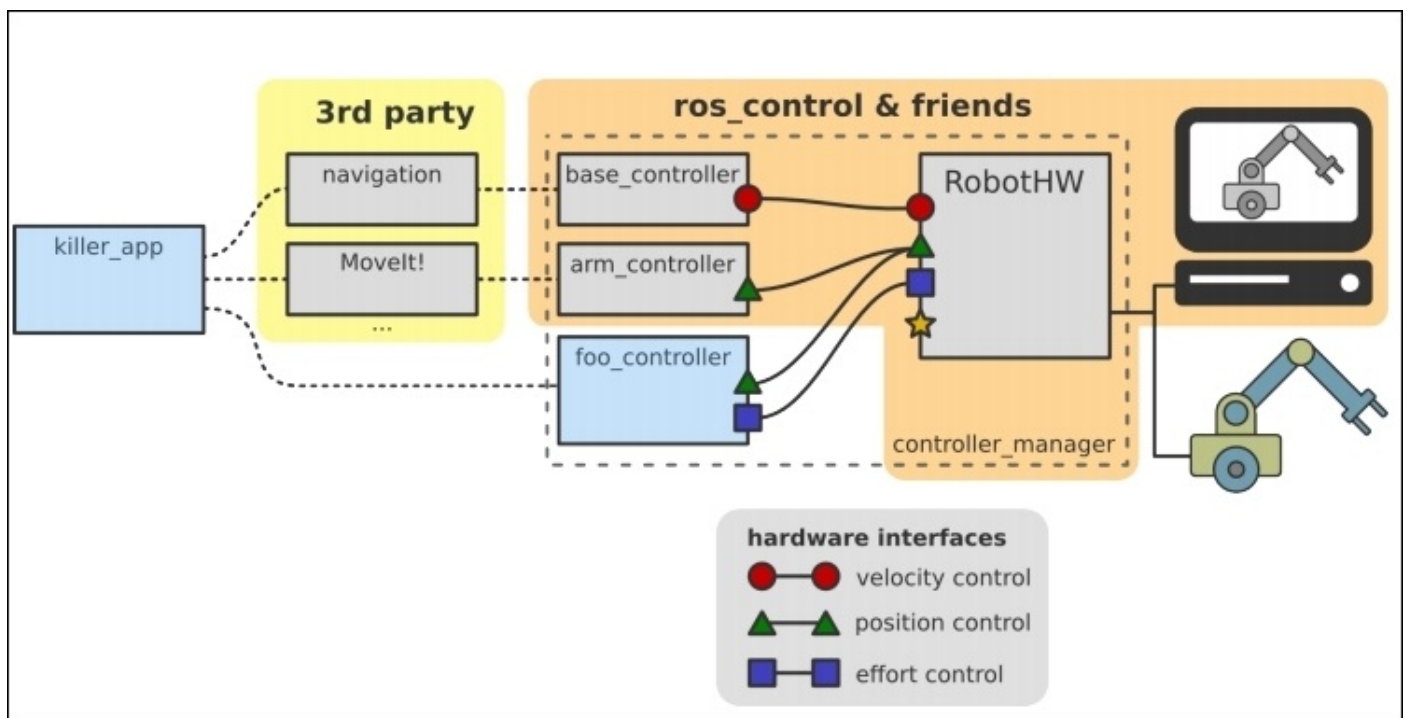 3rd party
ros_control & friends
navigation
base_controller
RobotHW
killer_app
MoveIt!
arm_controller
...
foo_controller
controller_manager
hardware interfaces
velocity control
position control
effort control